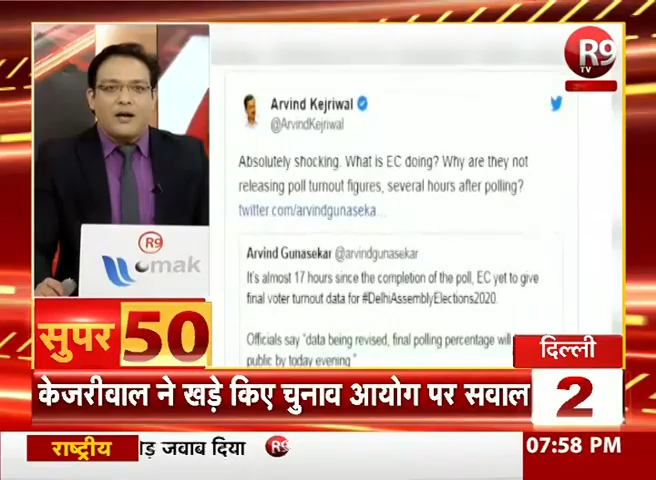 R9
TV
Arvind Kejriwal
@ArvindKejriwal
Absolutely shocking. What is EC doing? Why are they not
releasing poll turnout figures, several hours after polling?
twitter.com/arvindgunaseka...
Arvind Gunasekar @arvindgunasekar
It's almost 17 hours since the completion of the poll, EC yet to give
final voter turnout data for #DelhiAssemblyElections2020.
Officials say "data being revised, final polling percentage will
public by today evening"
R9
omak
सुपर 50
दिल्ली
केजरीवाल ने खड़े किए चुनाव आयोग पर सवाल
2
राष्ट्रीय
ड़ जवाब दिया
R9
07:58 PM